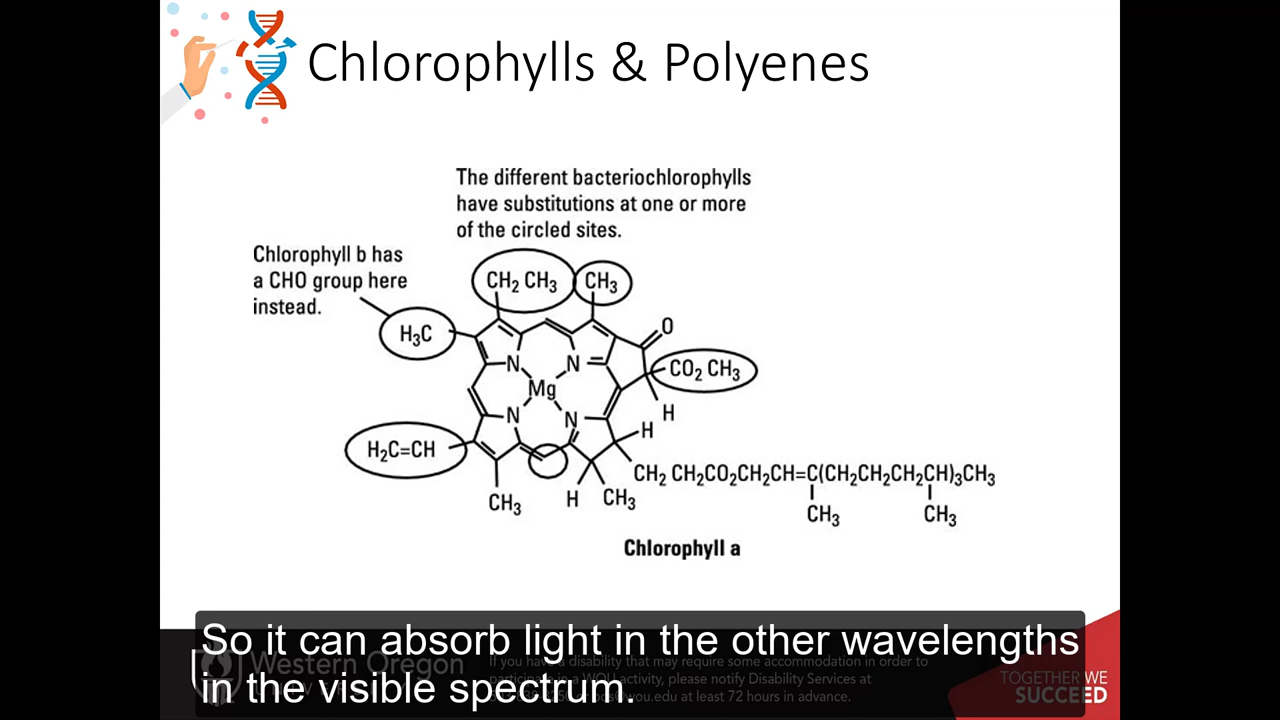 Chlorophylls & Polyenes
The different bacteriochlorophylls
have substitutions at one or more
of the circled sites.
Chlorophyll b has
a CHO group here
instead.
CH₂ CH₃
CH₃
H₃C
O
N
N
CO₂ CH₃
Mg
H
N
N
H
H₂C=CH
CH₂ CH₂CO₂CH₂CH=C(CH₂CH₂CH₂CH)₃CH₃
CH₃
H
CH₃
CH₃
CH₃
Chlorophyll a
So it can absorb light in the other wavelengths
in the visible spectrum.
Western Oregon
If you have a disability that may require some accommodation in order to
participate in a WOU activity, please notify Disability Services at
wou.edu at least 72 hours in advance.
TOGETHER WE
SUCCEED